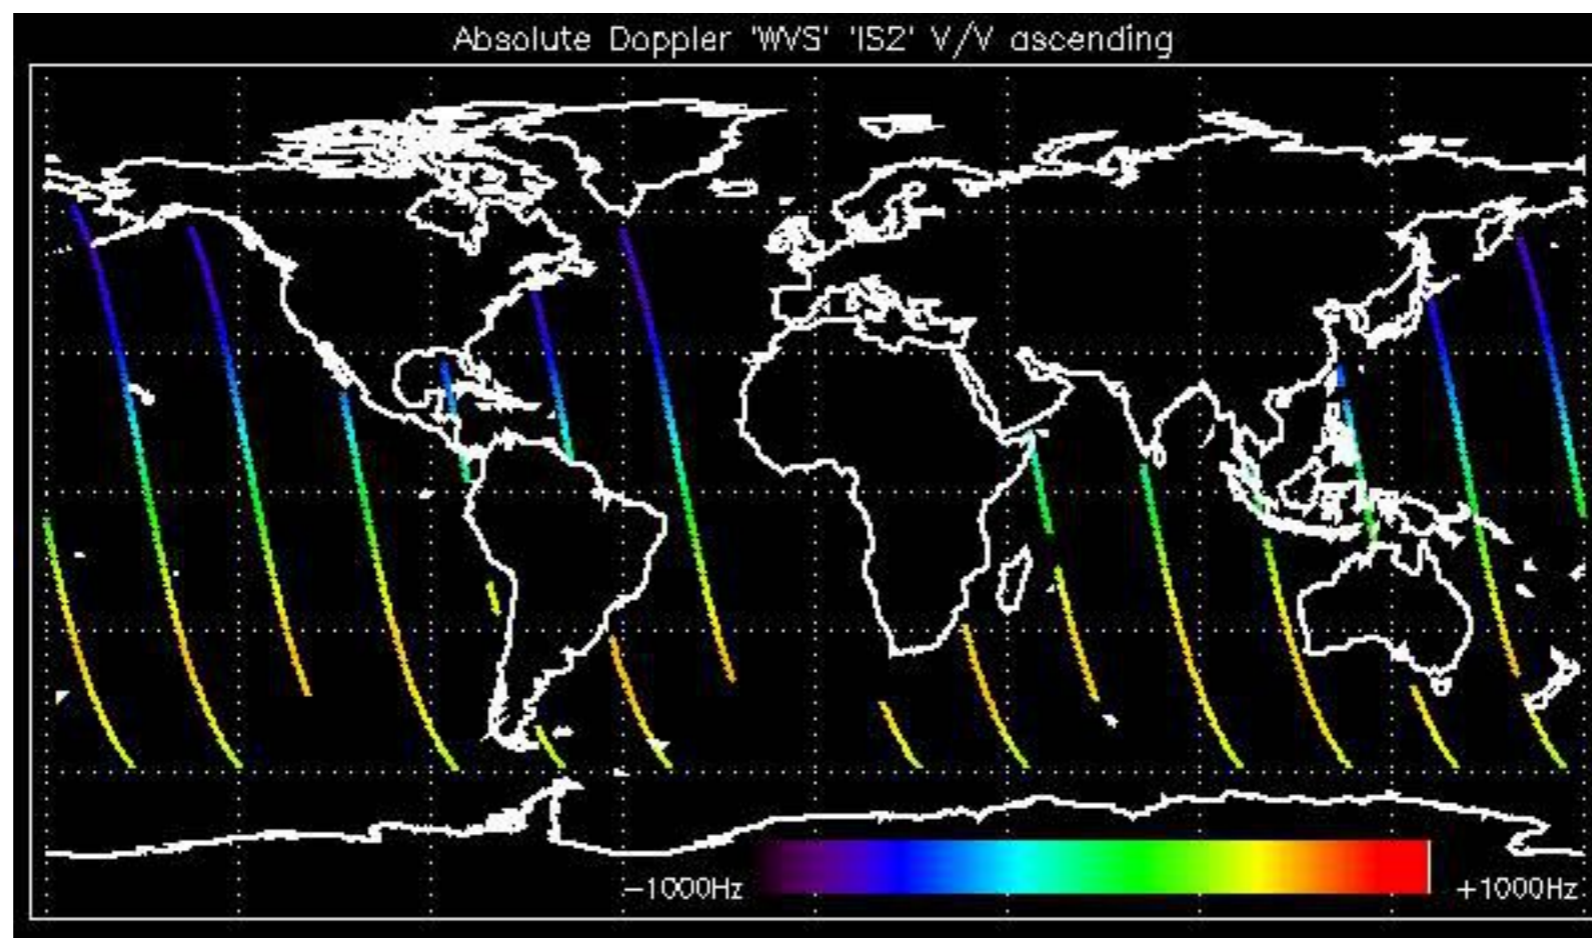 Absolute Doppler 'WVS' 'IS2' V/V ascending
-1000Hz
+1000Hz